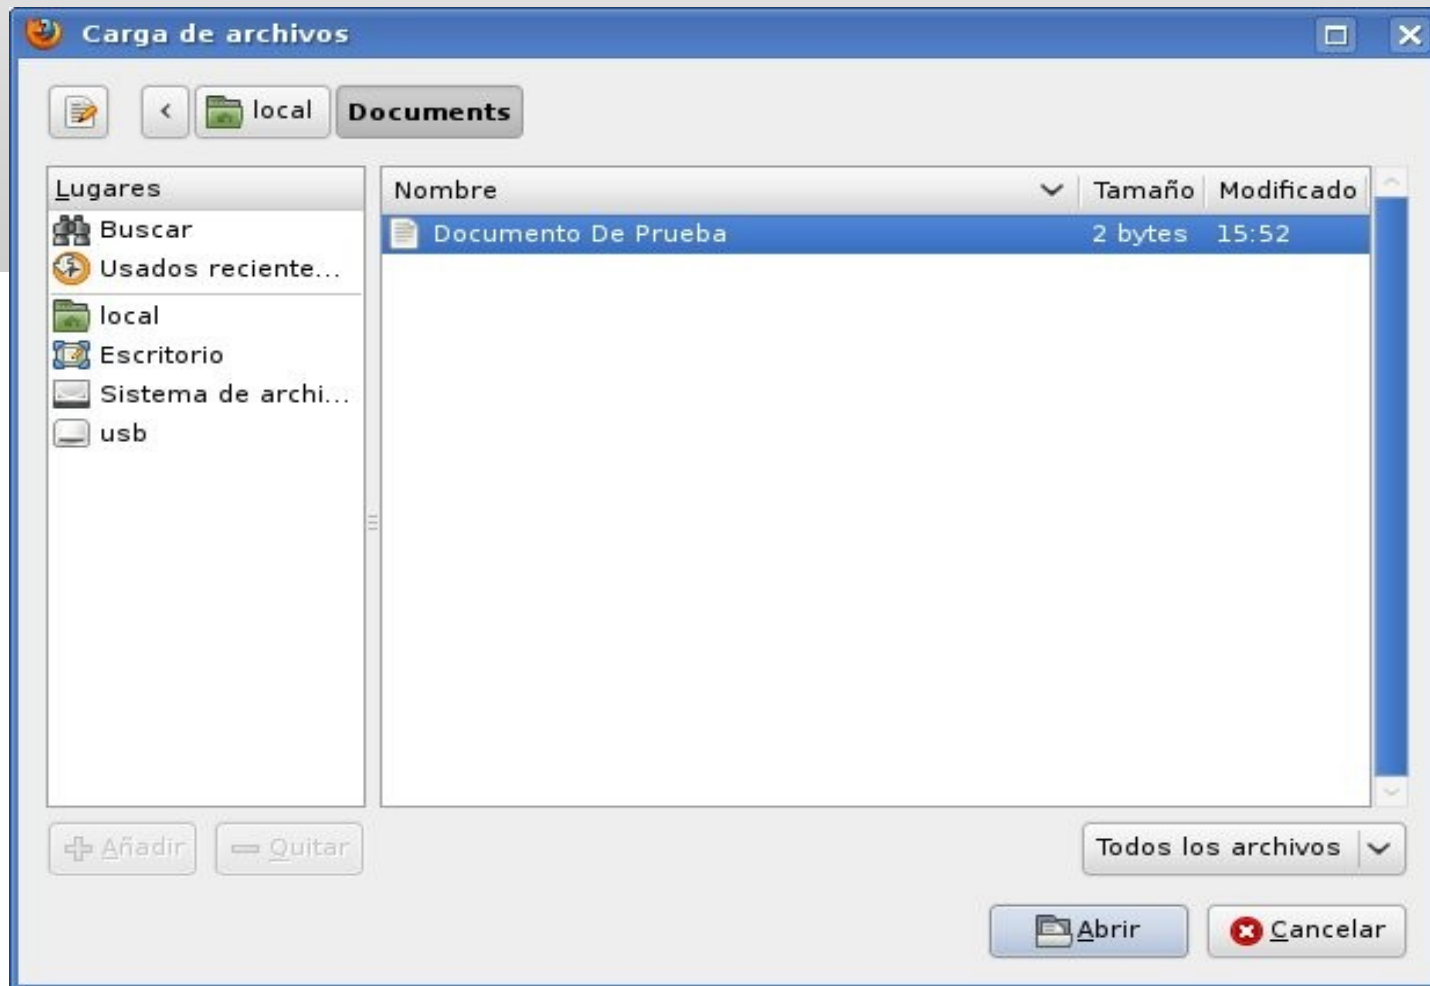 Carga de archivos
local
Documents
Lugares
Buscar
Usados reciente...
local
Escritorio
Sistema de archi...
usb
Nombre Tamaño Modificado
Documento De Prueba 2 bytes 15:52
Añadir
Quitar
Todos los archivos
Abrir
Cancelar